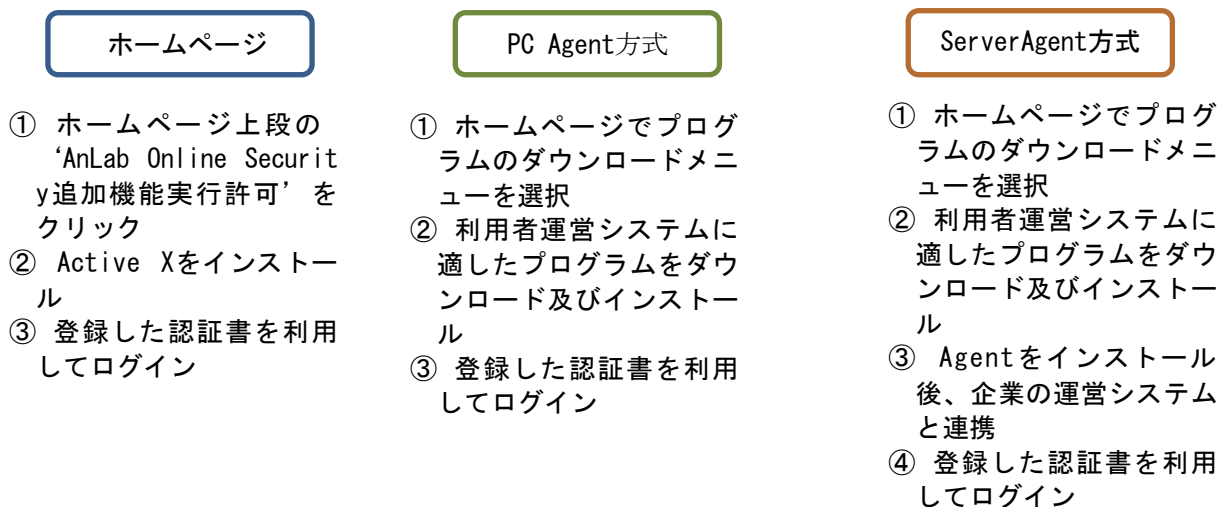 ホームページ
① ホームページ上段の
‘AnLab Online Securit
y追加機能実行許可’を
クリック
② Active Xをインストー
ル
③ 登録した認証書を利用
してログイン
PC Agent方式
① ホームページでプログ
ラムのダウンロードメニ
ューを選択
② 利用者運営システムに
適したプログラムをダウ
ンロード及びインストー
ル
③ 登録した認証書を利用
してログイン
ServerAgent方式
① ホームページでプログ
ラムのダウンロードメニ
ューを選択
② 利用者運営システムに
適したプログラムをダウ
ンロード及びインストー
ル
③ Agentをインストール
後、企業の運営システム
と連携
④ 登録した認証書を利用
してログイン